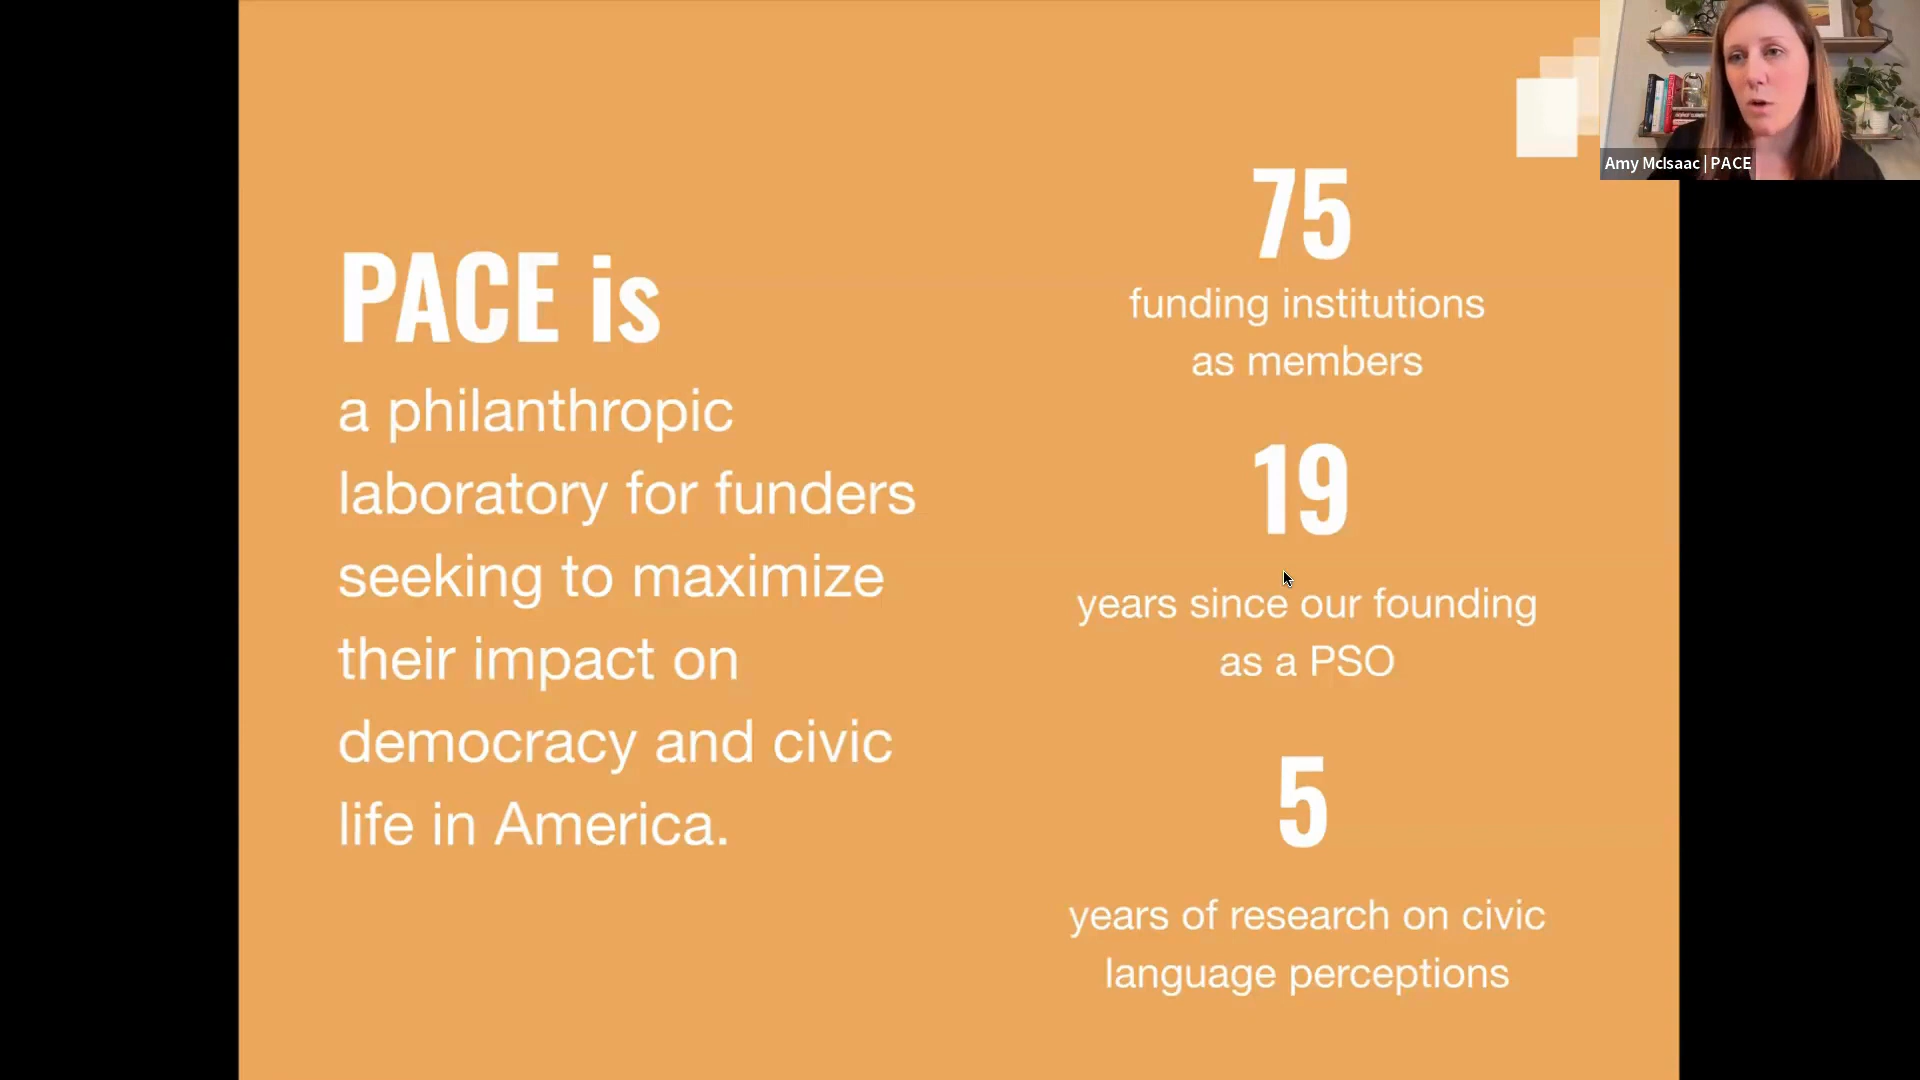 PACE is
a philanthropic
laboratory for funders
seeking to maximize
their impact on
democracy and civic
life in America.
75
funding institutions
as members
19
years since our founding
as a PSO
5
years of research on civic
language perceptions
Amy McIsaac | PACE